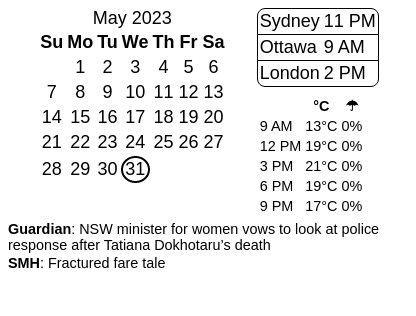 May 2023
Su Mo Tu We Th Fr Sa
1 2 3 4 5 6
7 8 9 10 11 12 13
14 15 16 17 18 19 20
21 22 23 24 25 26 27
28 29 30 31
Sydney 11 PM
Ottawa 9 AM
London 2 PM
°C ☂
9 AM 13°C 0%
12 PM 19°C 0%
3 PM 21°C 0%
6 PM 19°C 0%
9 PM 17°C 0%
Guardian: NSW minister for women vows to look at police
response after Tatiana Dokhotaru’s death
SMH: Fractured fare tale